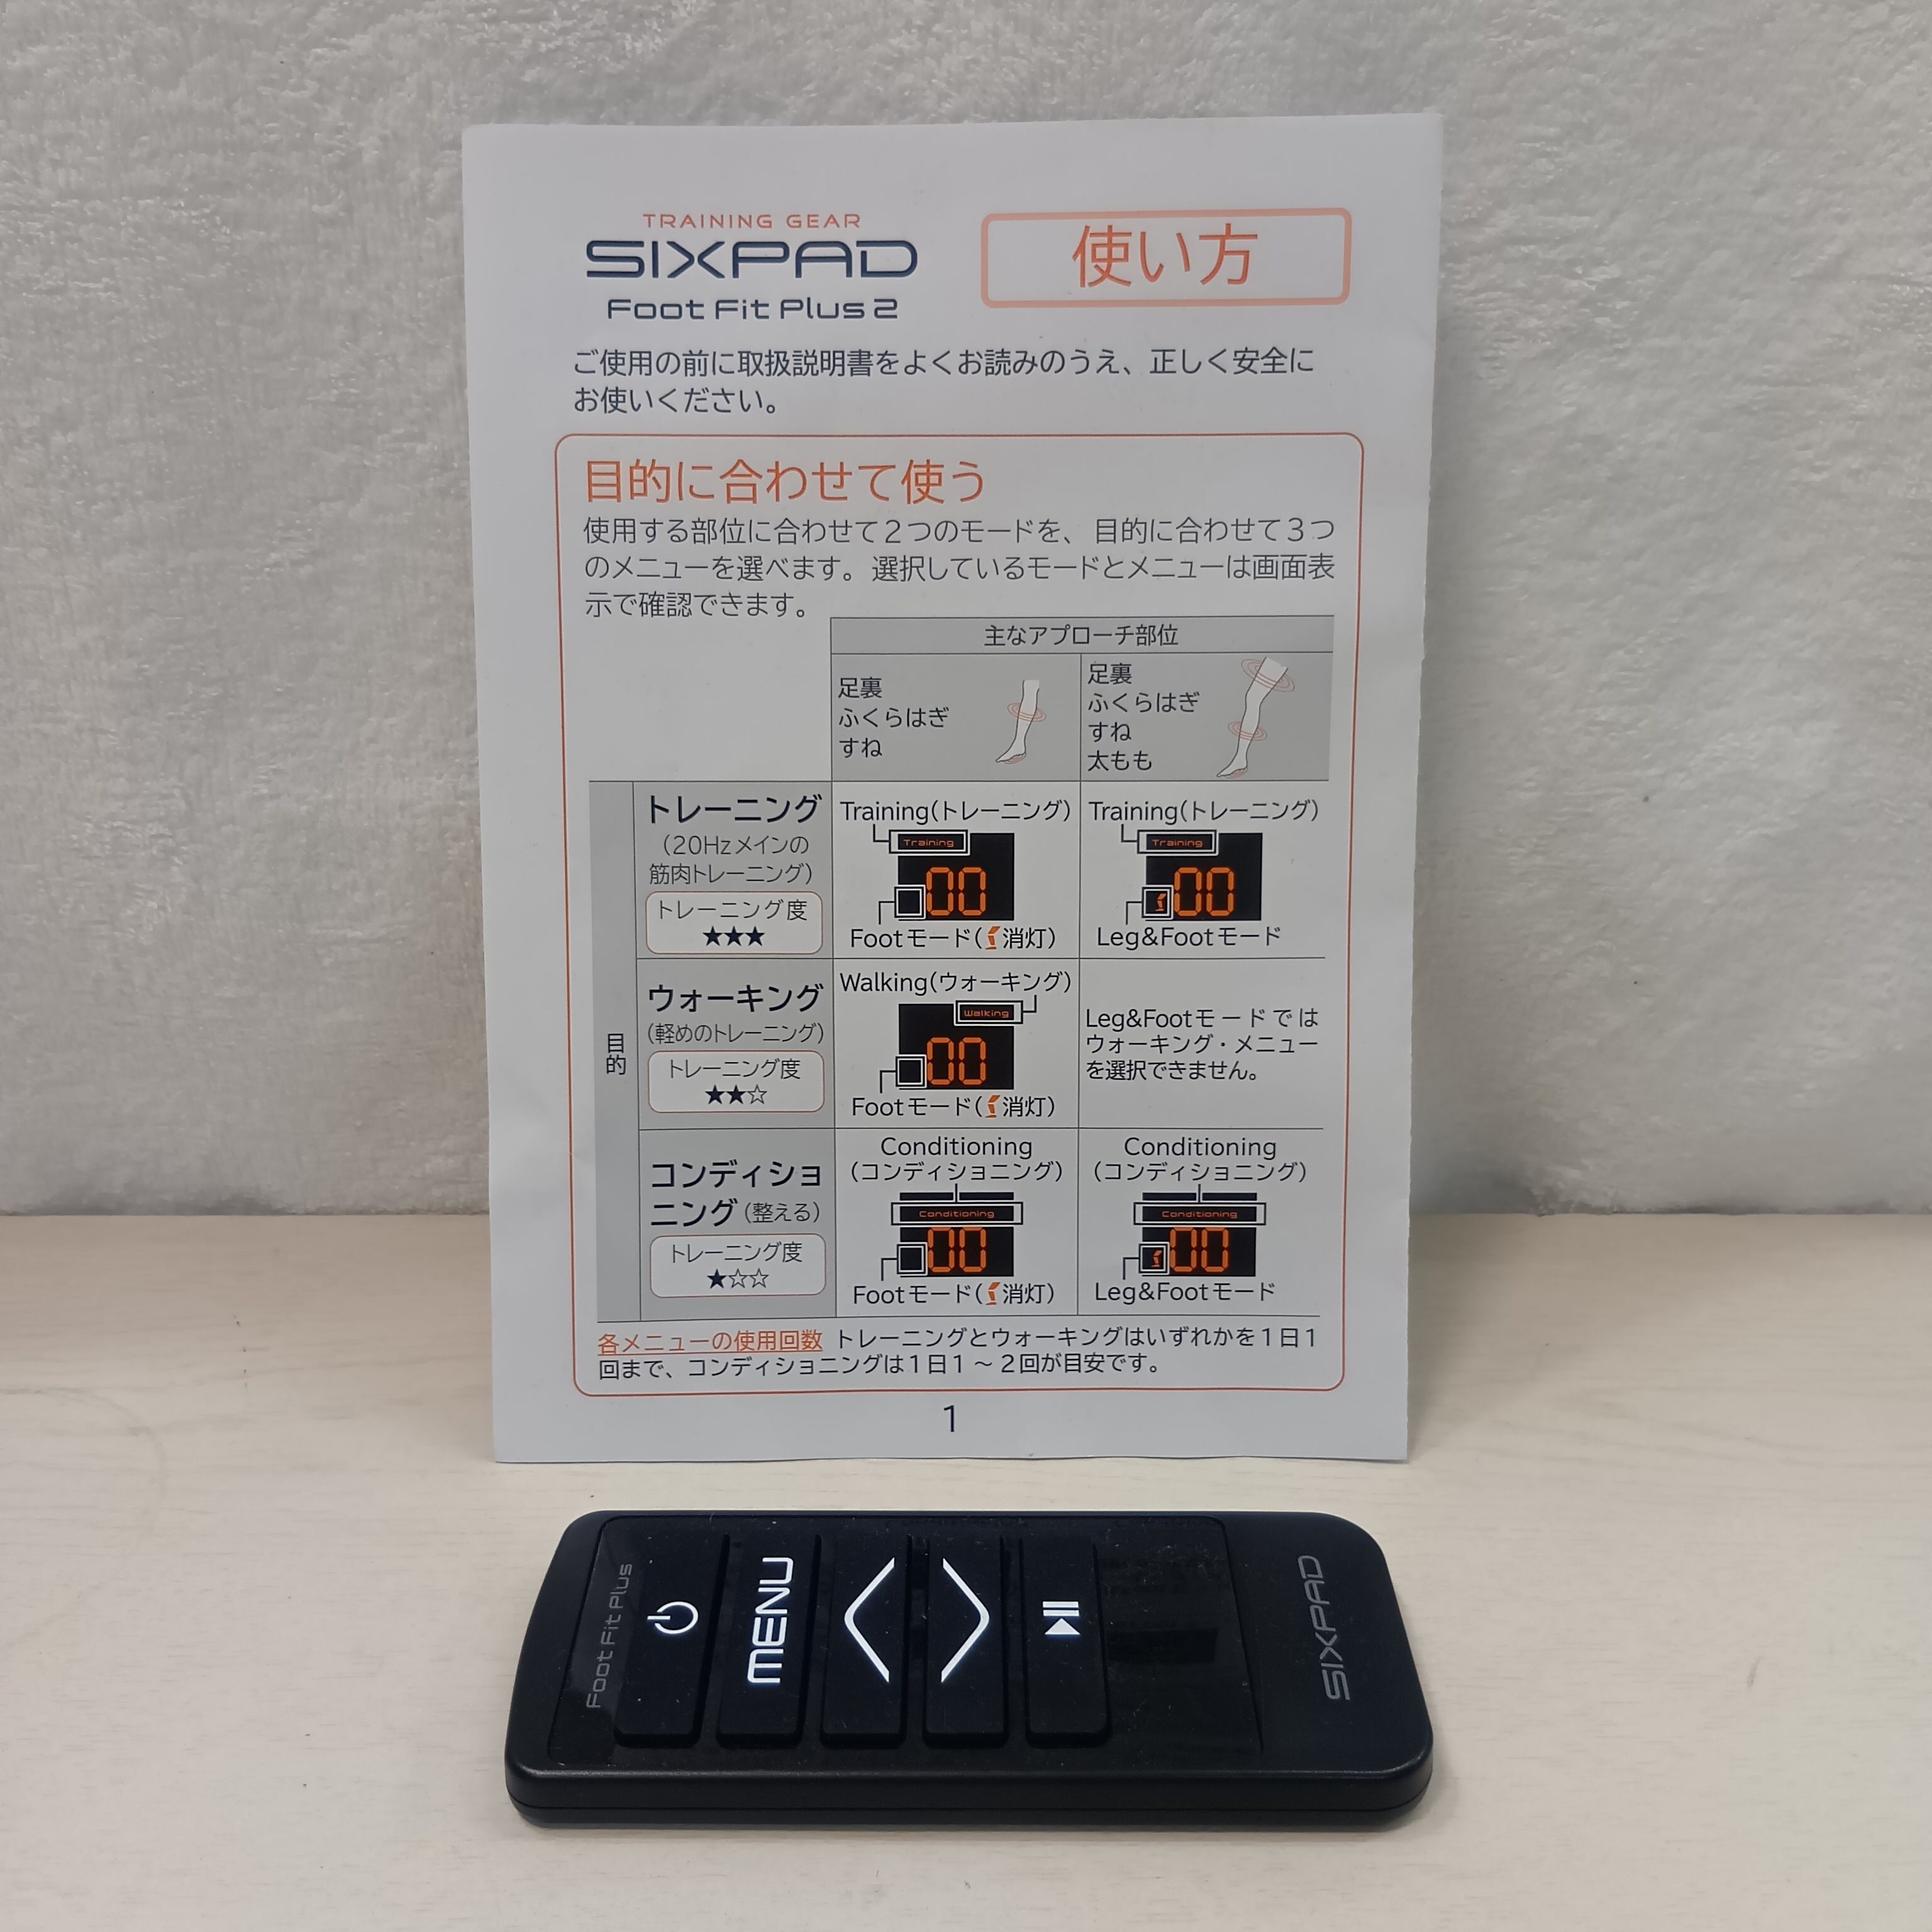 TRAINING GEAR
SIXPAD
Foot Fit Plus 2
使い方
ご使用の前に取扱説明書をよくお読みのうえ、正しく安全に
お使いください。
目的に合わせて使う
使用する部位に合わせて2つのモードを、目的に合わせて3つ
のメニューを選べます。選択しているモードとメニューは画面表
示で確認できます。
主なアプローチ部位
足裏
ふくらはぎ
すね
足裏
ふくらはぎ
すね
太もも
目的
トレーニング
(20Hzメインの
筋肉トレーニング)
トレーニング度
★★★
Training(トレーニング)
Training
00
Footモード(消灯)
Training(トレーニング)
Training
00
Leg&Footモード
ウォーキング
(軽めのトレーニング)
トレーニング度
★★☆
Walking(ウォーキング)
Walking
00
Footモード(消灯)
Leg&Footモードでは
ウォーキング・メニュー
を選択できません。
コンディショ
ニング(整える)
トレーニング度
★☆☆
Conditioning
(コンディショニング)
Conditioning
00
Footモード(消灯)
Conditioning
(コンディショニング)
Conditioning
00
Leg&Footモード
各メニューの使用回数 トレーニングとウォーキングはいずれかを1日1
回まで、コンディショニングは1日1～2回が目安です。
1
Foot Fit Plus
MENU
SIXPAD